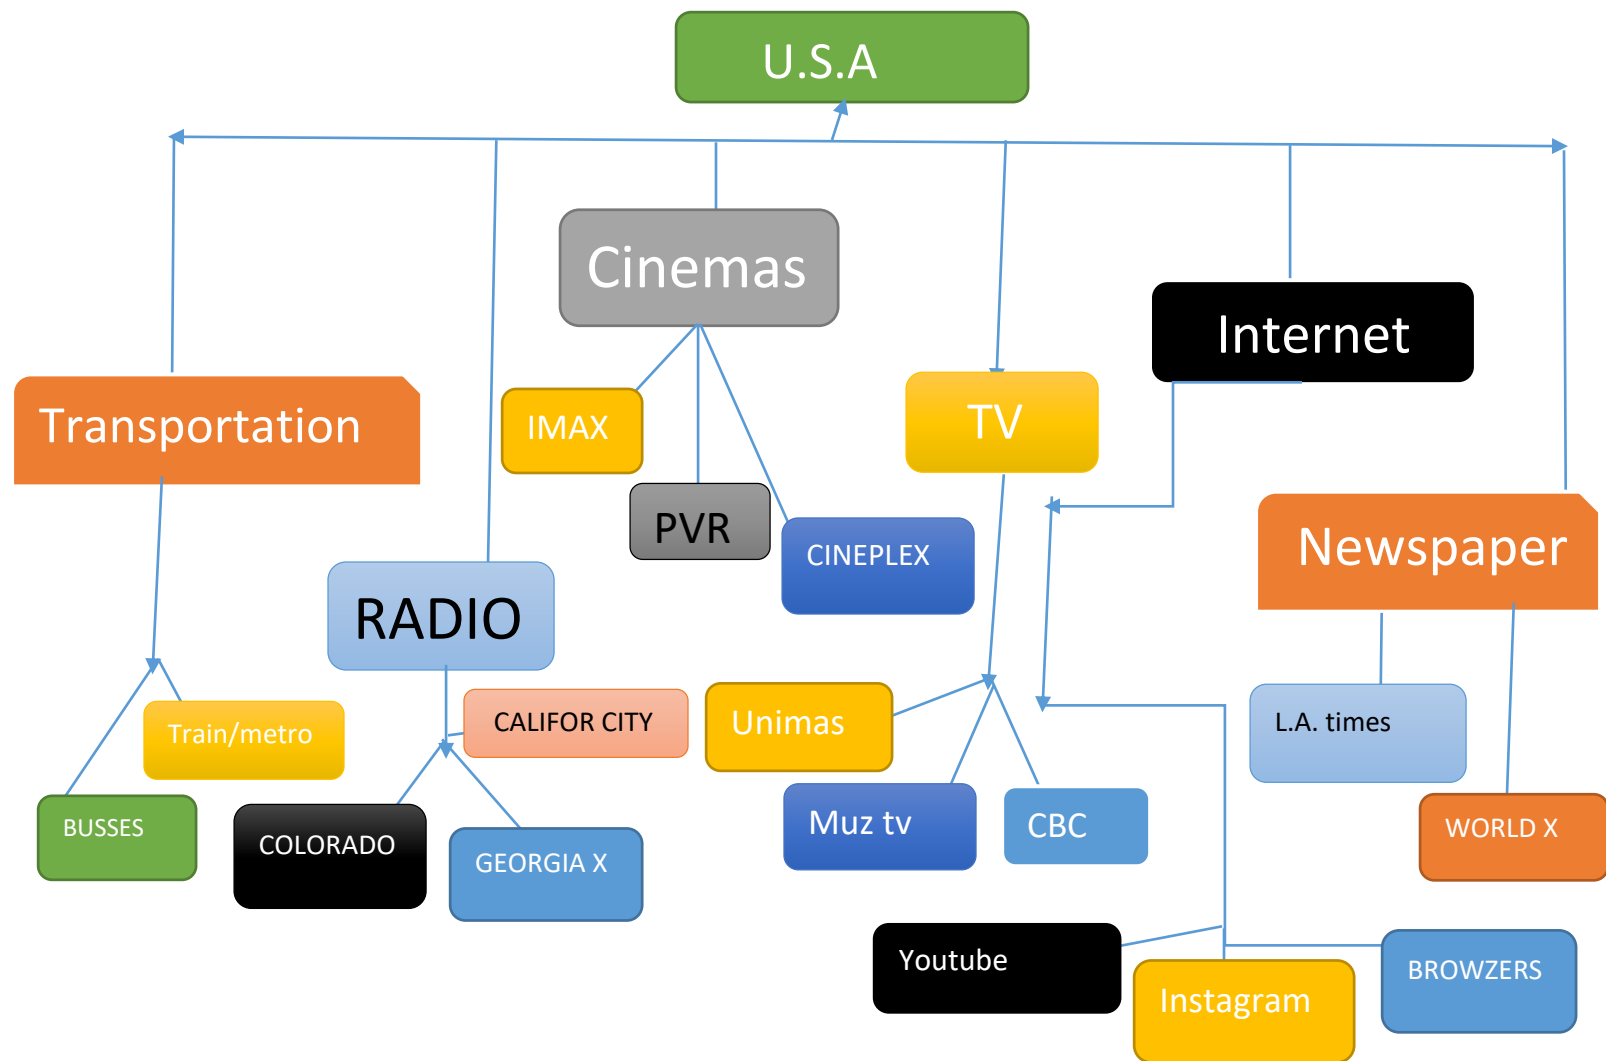 U.S.A
Cinemas
Internet
Transportation
IMAX
TV
PVR
CINEPLEX
Newspaper
RADIO
Train/metro
CALIFOR CITY
Unimas
L.A. times
BUSSES
COLORADO
GEORGIA X
Muz tv
CBC
WORLD X
Youtube
Instagram
BROWZERS